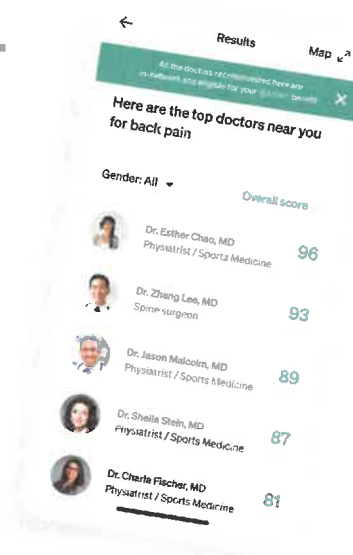 Results
Map
All the doctors recommended here are
in-network and eligible for your benefit
Here are the top doctors near you
for back pain
Gender: All
Overall score
Dr. Esther Chao, MD
Physiatrist / Sports Medicine
96
Dr. Zhang Lee, MD
Spine surgeon
93
Dr. Jason Malcolm, MD
Physiatrist / Sports Medicine
89
Dr. Sheila Stein, MD
Physiatrist / Sports Medicine
87
Dr. Charla Fischer, MD
Physiatrist / Sports Medicine
81